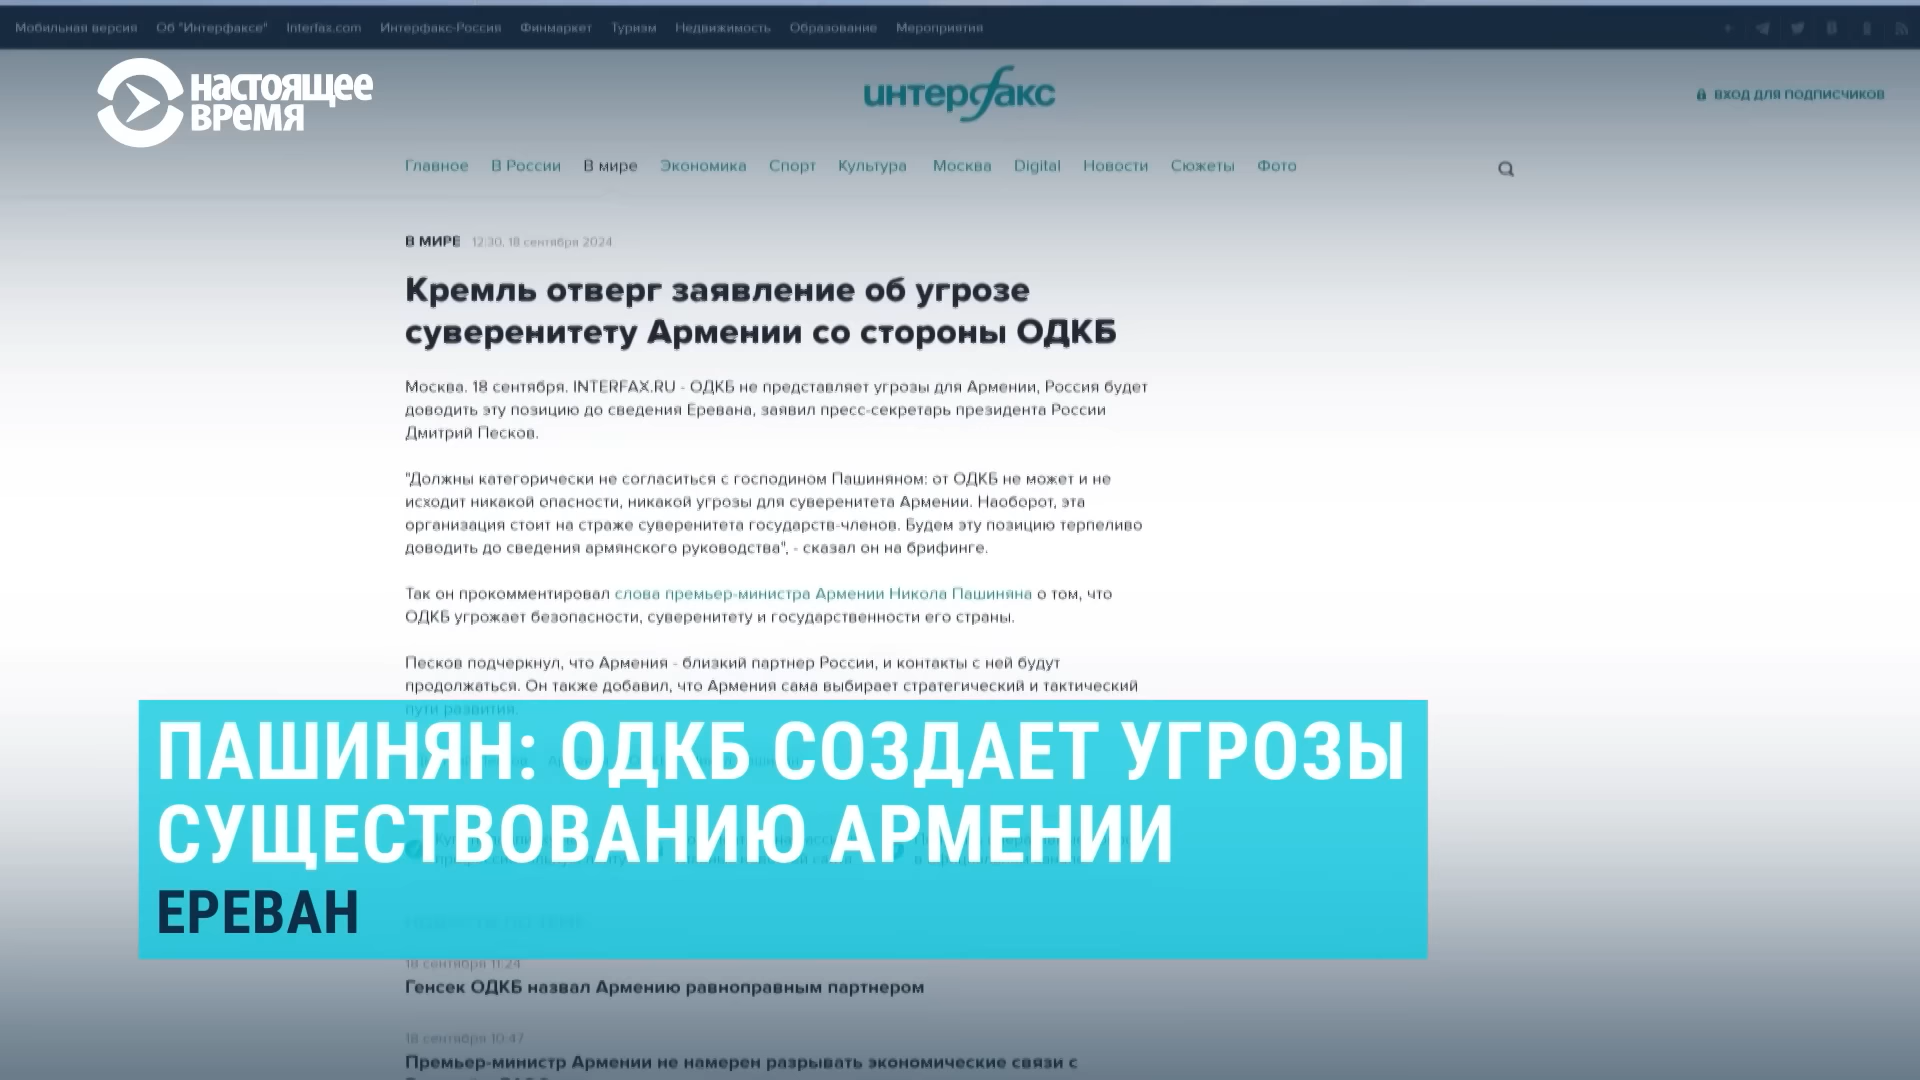 Мобильная версия Об "Интерфаксе" Interfax.com Интерфакс-Россия Финмаркет Туризм Недвижимость Образование Мероприятия
НАСТОЯЩЕЕ
ВРЕМЯ
интерфакс
ВХОД ДЛЯ ПОДПИСЧИКОВ
Главное В России В мире Экономика Спорт Культура Москва Digital Новости Сюжеты Фото
В МИРЕ 12:30, 18 сентября 2024
Кремль отверг заявление об угрозе
суверенитету Армении со стороны ОДКБ
Москва. 18 сентября. INTERFAX.RU - ОДКБ не представляет угрозы для Армении, Россия будет
доводить эту позицию до сведения Еревана, заявил пресс-секретарь президента России
Дмитрий Песков.
"Должны категорически не согласиться с господином Пашиняном: от ОДКБ не может и не
исходит никакой опасности, никакой угрозы для суверенитета Армении. Наоборот, эта
организация стоит на страже суверенитета государств-членов. Будем эту позицию терпеливо
доводить до сведения армянского руководства", - сказал он на брифинге.
Так он прокомментировал слова премьер-министра Армении Никола Пашиняна о том, что
ОДКБ угрожает безопасности, суверенитету и государственности его страны.
Песков подчеркнул, что Армения - близкий партнер России, и контакты с ней будут
продолжаться. Он также добавил, что Армения сама выбирает стратегический и тактический
пути развития.
ПАШИНЯН: ОДКБ СОЗДАЕТ УГРОЗЫ
СУЩЕСТВОВАНИЮ АРМЕНИИ
ЕРЕВАН
18 сентября 11:24
Генсек ОДКБ назвал Армению равноправным партнером
18 сентября 10:47
Премьер-министр Армении не намерен разрывать экономические связи с